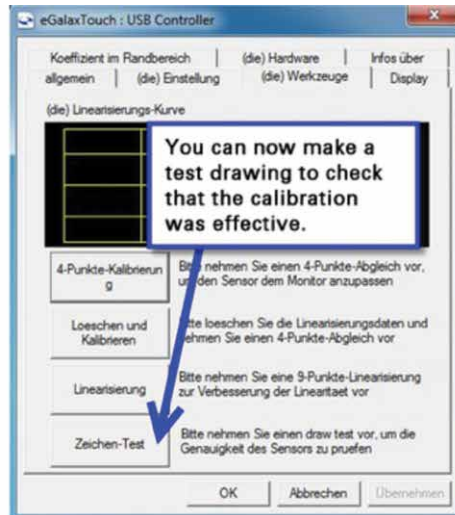 eGalaxTouch : USB Controller
Koeffizient im Randbereich (die) Hardware Infos über
allgemein (die) Einstellung (die) Werkzeuge Display
(die) Linearisierungs-Kurve
You can now make a
test drawing to check
that the calibration
was effective.
4-Punkte-Kalibrierun
g
Bitte nehmen Sie einen 4-Punkte-Abgleich vor,
um den Sensor dem Monitor anzupassen
Loeschen und
Kalibrieren
Bitte loeschen Sie die Linearisierungsdaten und
nehmen Sie einen 4-Punkte-Abgleich vor
Linearisierung
Bitte nehmen Sie eine 9-Punkte-Linearisierung
zur Verbesserung der Lineartaet vor
Zeichen-Test
Bitte nehmen Sie einen draw test vor, um die
Genauigkeit des Sensors zu pruefen
OK Abbrechen Übernehmen